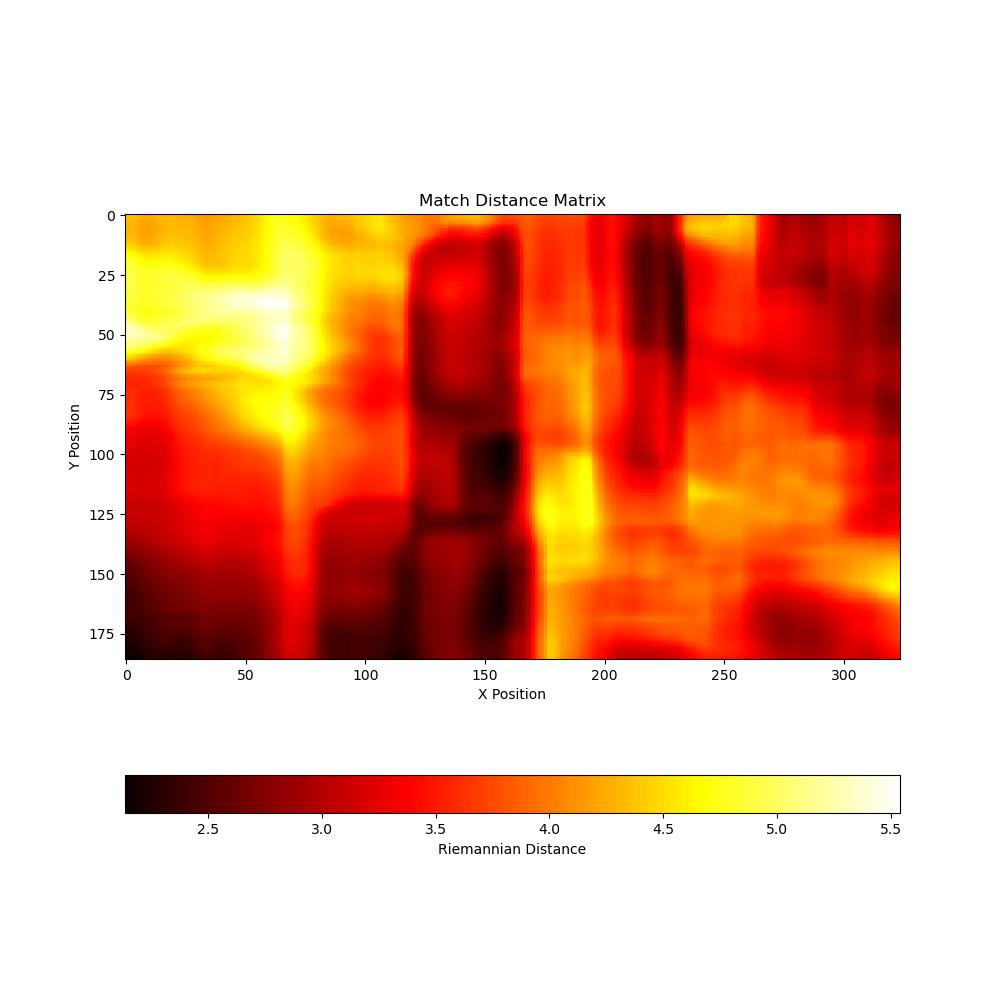 Match Distance Matrix
0
25
50
75
100
125
150
175
Y Position
0 50 100 150 200 250 300
X Position
2.5 3.0 3.5 4.0 4.5 5.0 5.5
Riemannian Distance